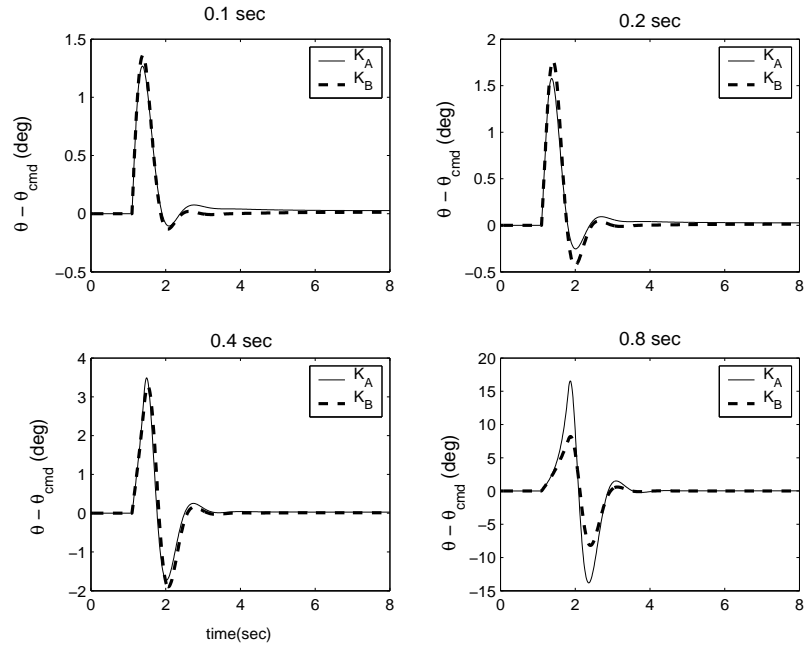 0.1 sec
1.5
1
0.5
0
−0.5
0 2 4 6 8
θ − θcmd (deg)
KA
KB
0.2 sec
2
1.5
1
0.5
0
−0.5
0 2 4 6 8
θ − θcmd (deg)
KA
KB
0.4 sec
4
3
2
1
0
−1
−2
0 2 4 6 8
θ − θcmd (deg)
time(sec)
KA
KB
0.8 sec
20
15
10
5
0
−5
−10
−15
0 2 4 6 8
θ − θcmd (deg)
KA
KB